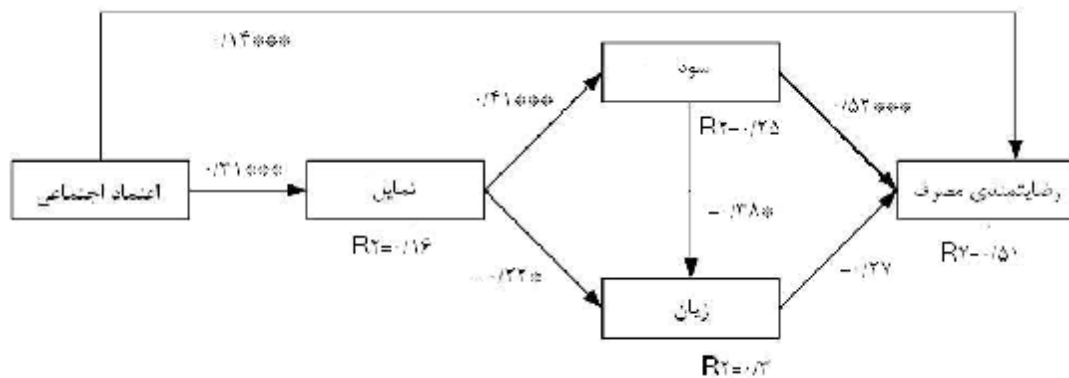 ۰/۱۴***
سود
۰/۴۱***
۰/۵۲***
R۲=۰/۲۵
اعتماد اجتماعی
۰/۳۱***
تمایل
رضایتمندی مصرف
-۰/۳۸*
R۲=۰/۱۶
R۲=۰/۵۱
-۰/۲۲*
-۰/۲۷
زیان
R۲=۰/۳